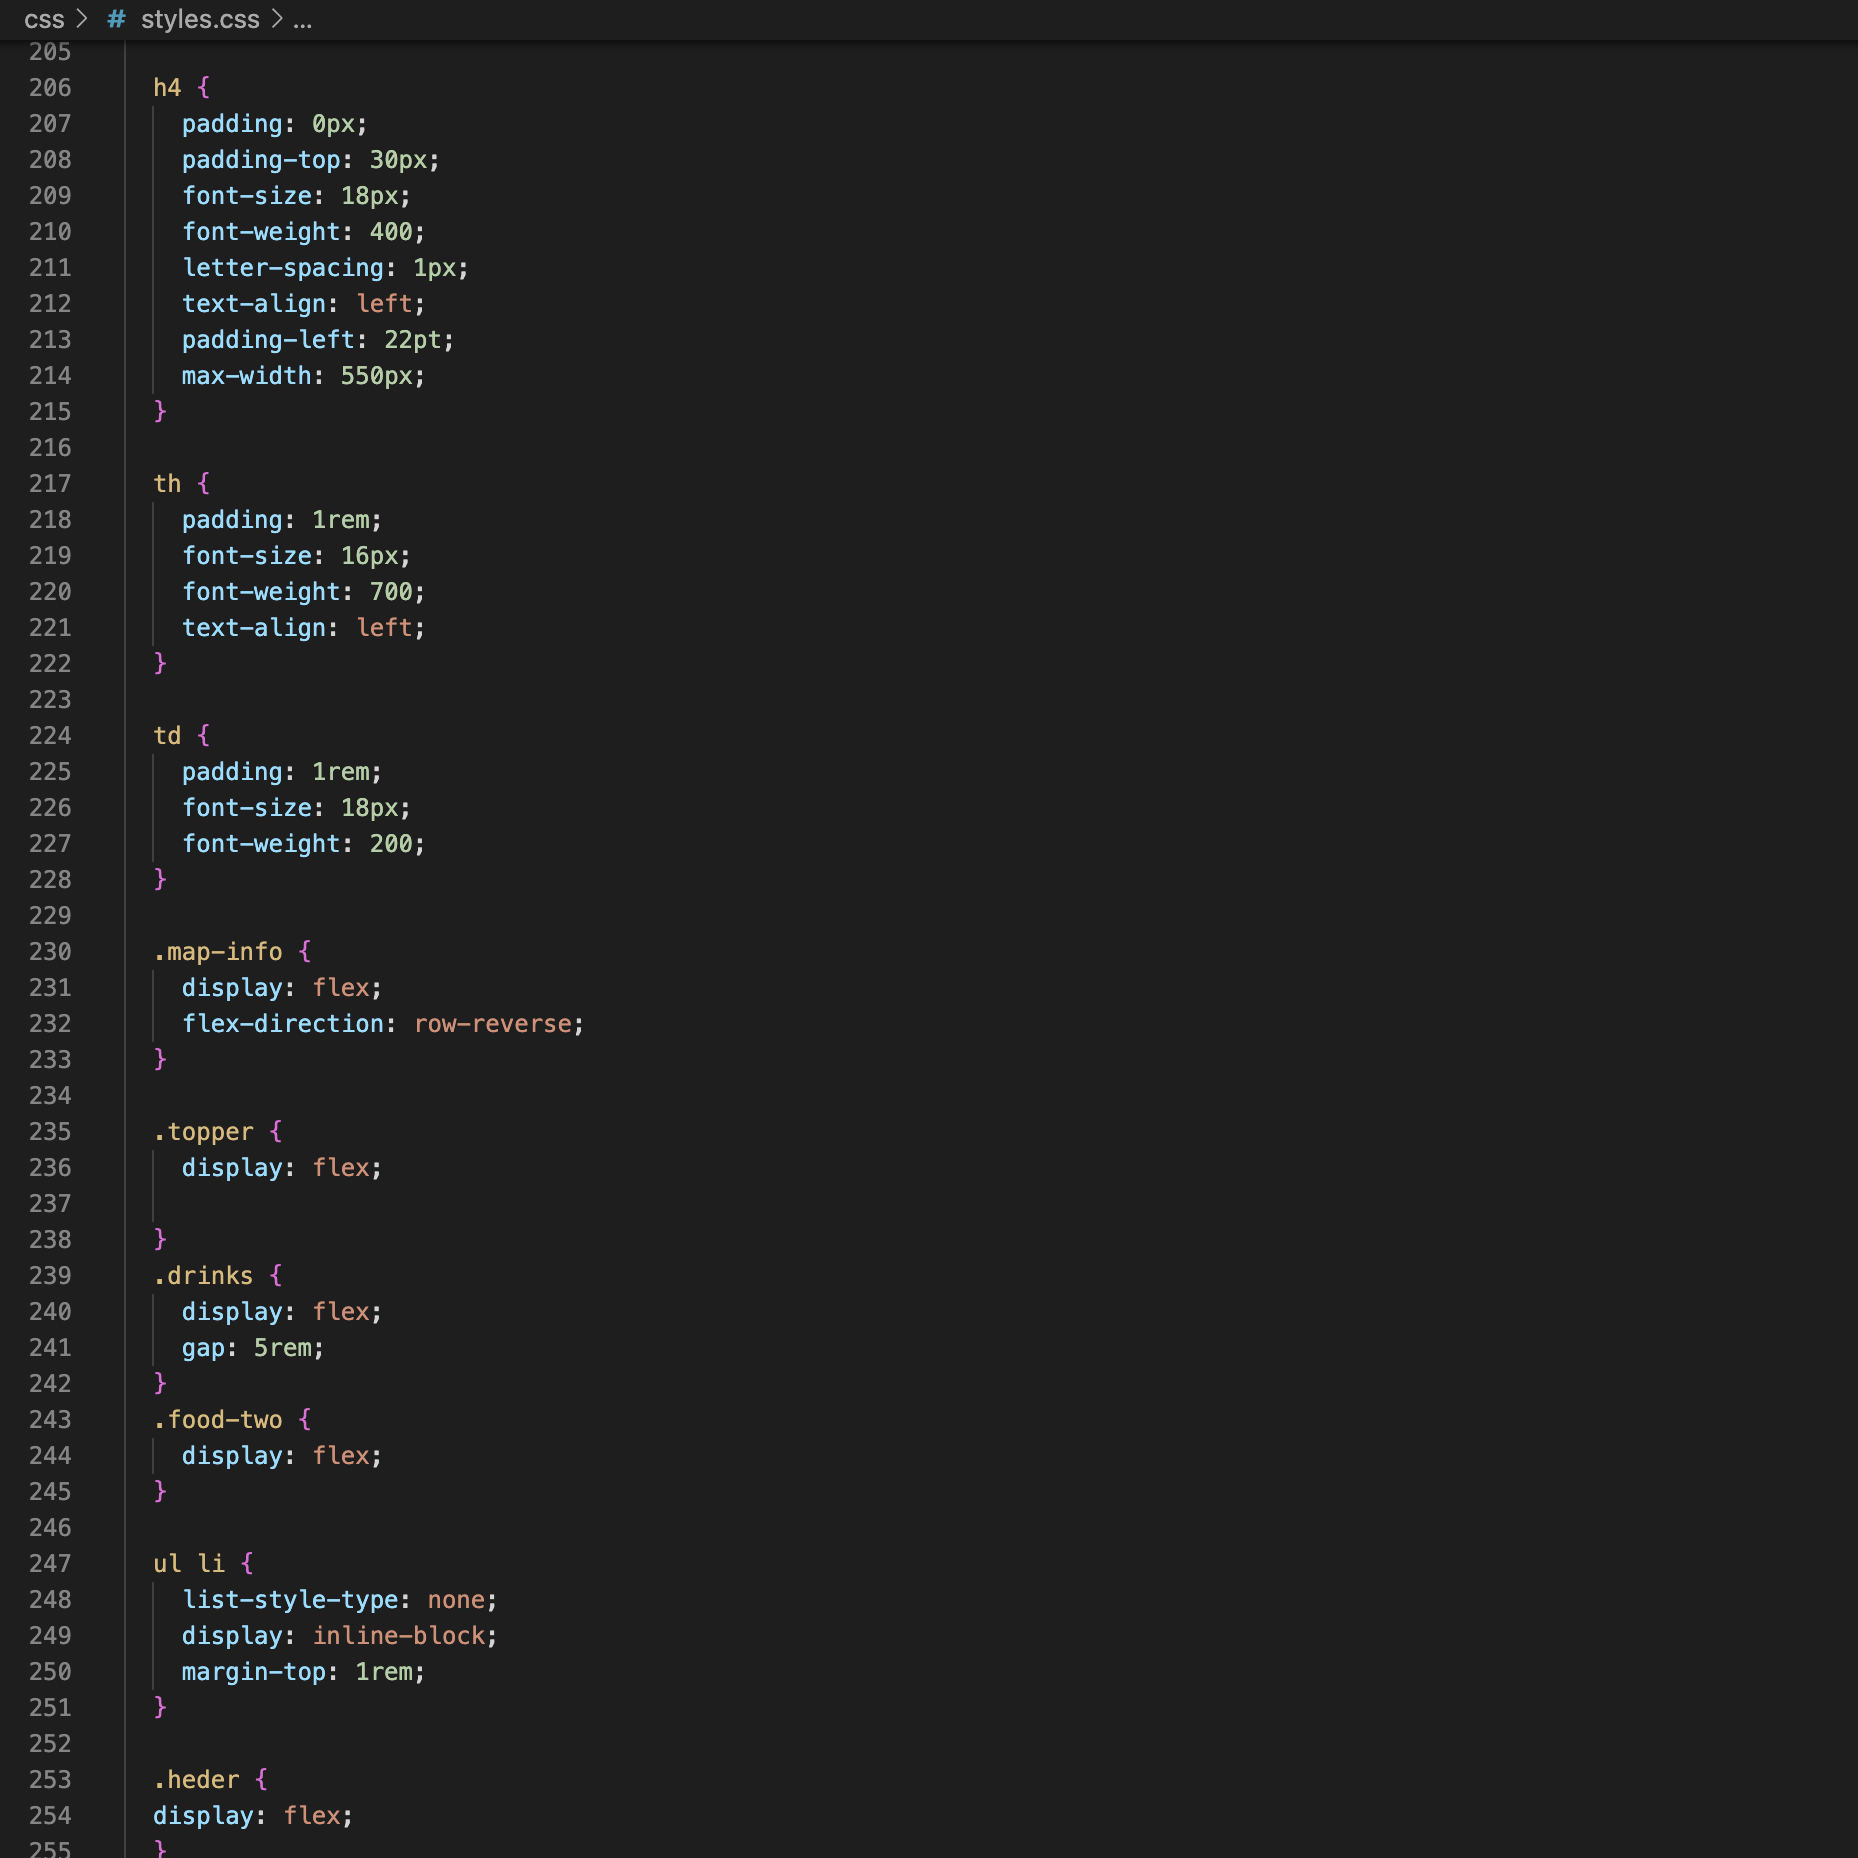 css > # styles.css > ...
205
206 h4 {
207 padding: 0px;
208 padding-top: 30px;
209 font-size: 18px;
210 font-weight: 400;
211 letter-spacing: 1px;
212 text-align: left;
213 padding-left: 22pt;
214 max-width: 550px;
215 }
216
217 th {
218 padding: 1rem;
219 font-size: 16px;
220 font-weight: 700;
221 text-align: left;
222 }
223
224 td {
225 padding: 1rem;
226 font-size: 18px;
227 font-weight: 200;
228 }
229
230 .map-info {
231 display: flex;
232 flex-direction: row-reverse;
233 }
234
235 .topper {
236 display: flex;
237
238 }
239 .drinks {
240 display: flex;
241 gap: 5rem;
242 }
243 .food-two {
244 display: flex;
245 }
246
247 ul li {
248 list-style-type: none;
249 display: inline-block;
250 margin-top: 1rem;
251 }
252
253 .heder {
254 display: flex;
255 }